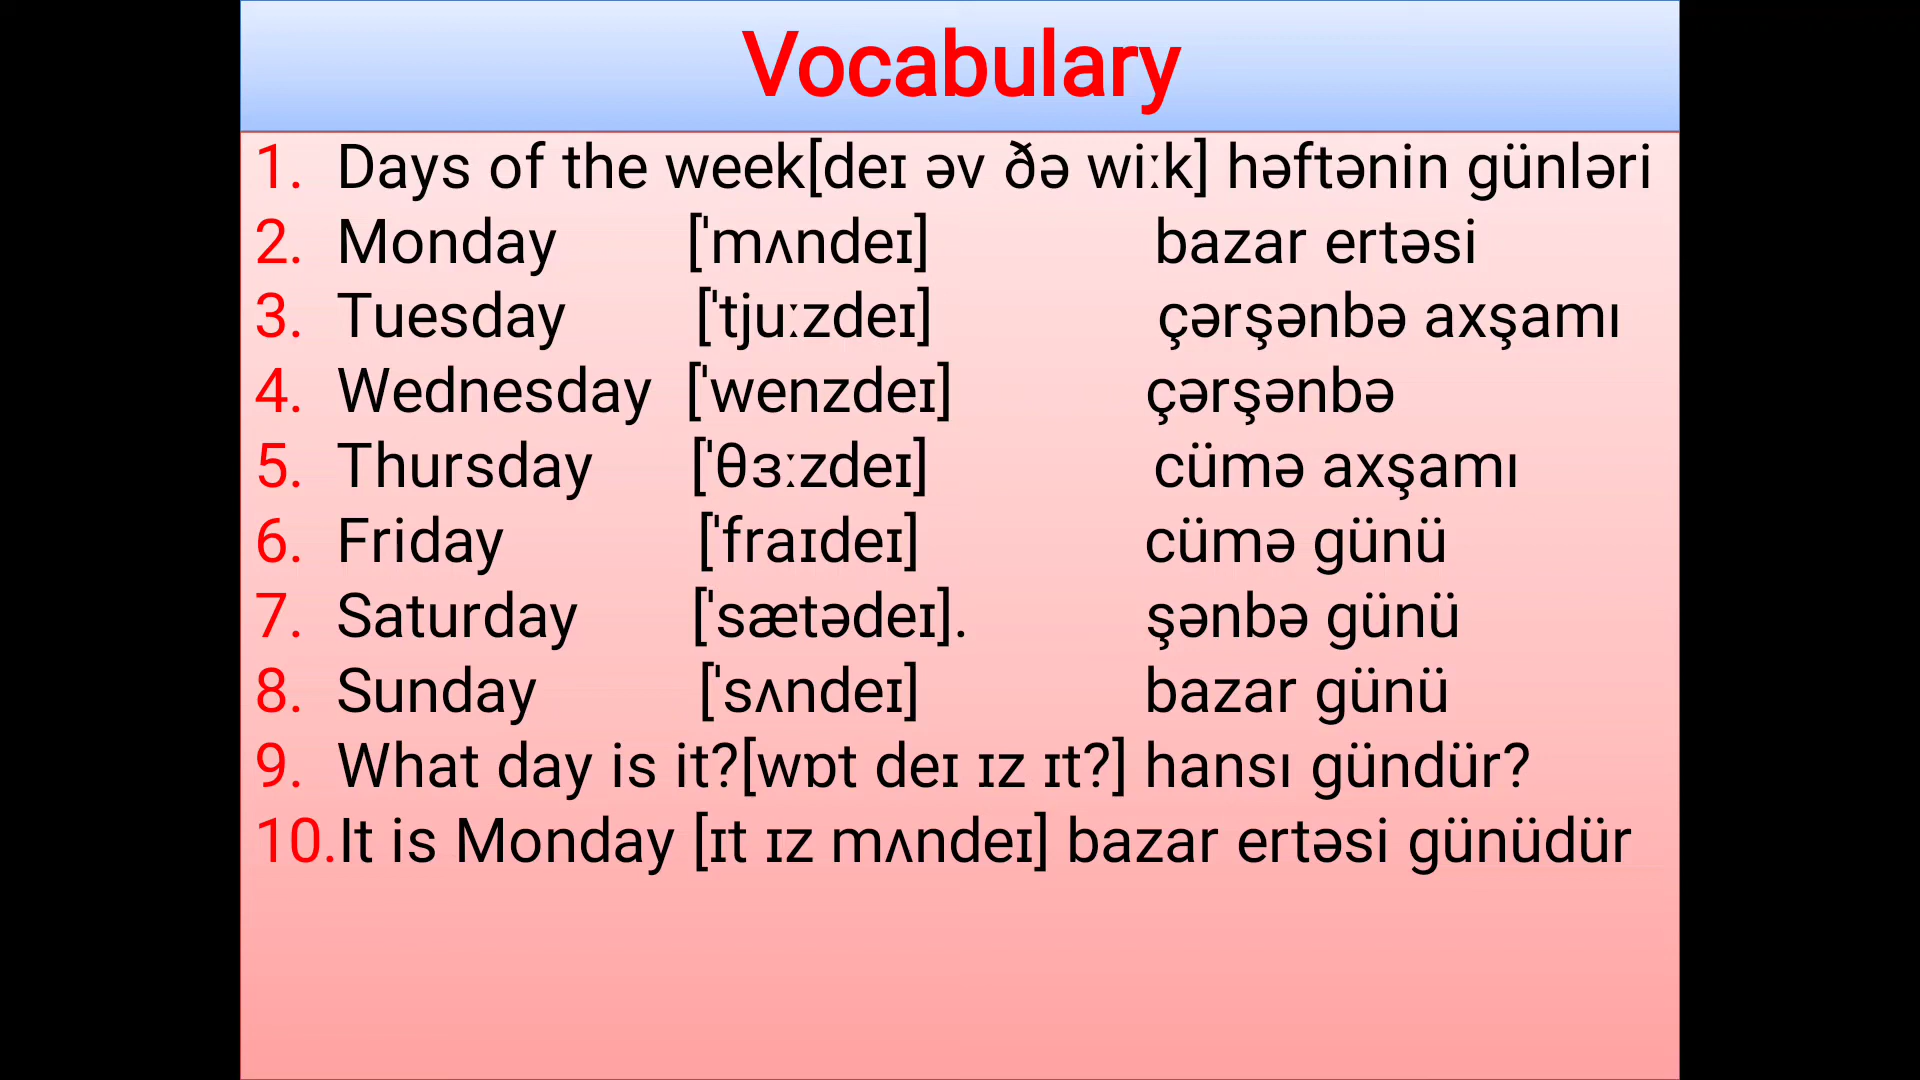 Vocabulary
1. Days of the week[deɪ əv ðə wiːk] həftənin günləri
2. Monday [ˈmʌndeɪ] bazar ertəsi
3. Tuesday [ˈtjuːzdeɪ] çərşənbə axşamı
4. Wednesday [ˈwenzdeɪ] çərşənbə
5. Thursday [ˈθɜːzdeɪ] cümə axşamı
6. Friday [ˈfraɪdeɪ] cümə günü
7. Saturday [ˈsætədeɪ]. şənbə günü
8. Sunday [ˈsʌndeɪ] bazar günü
9. What day is it?[wɒt deɪ ɪz ɪt?] hansı gündür?
10.It is Monday [ɪt ɪz mʌndeɪ] bazar ertəsi günüdür